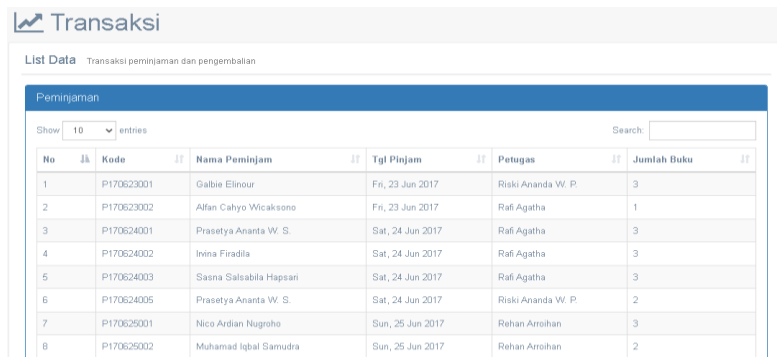 Transaksi
List Data Transaksi peminjaman dan pengembalian
Peminjaman
Show 10 entries Search:
No Kode Nama Peminjam Tgl Pinjam Petugas Jumlah Buku
1 P170623001 Galbie Elinour Fri, 23 Jun 2017 Riski Ananda W. P. 3
2 P170623002 Alfan Cahyo Wicaksono Fri, 23 Jun 2017 Rafi Agatha 1
3 P170624001 Prasetya Ananta W. S. Sat, 24 Jun 2017 Rafi Agatha 3
4 P170624002 Irvina Firadila Sat, 24 Jun 2017 Rafi Agatha 3
5 P170624003 Sasna Salsabila Hapsari Sat, 24 Jun 2017 Rafi Agatha 3
6 P170624005 Prasetya Ananta W. S. Sat, 24 Jun 2017 Riski Ananda W. P. 2
7 P170625001 Nico Ardian Nugroho Sun, 25 Jun 2017 Rehan Arroihan 3
8 P170625002 Muhamad Iqbal Samudra Sun, 25 Jun 2017 Rehan Arroihan 2